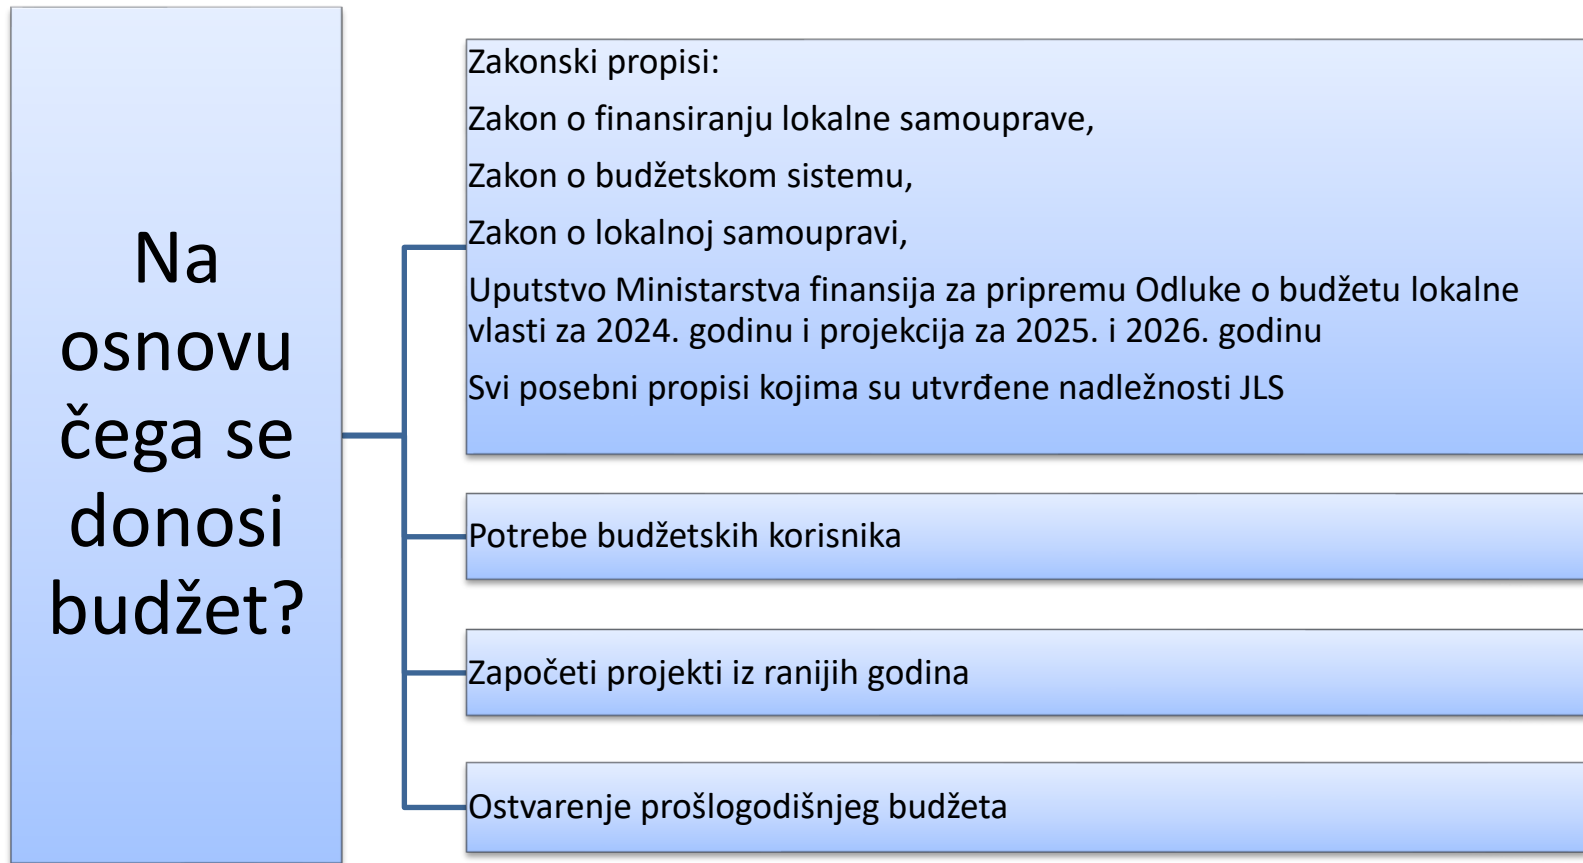 Na
osnovu
čega se
donosi
budžet?
Zakonski propisi:
Zakon o finansiranju lokalne samouprave,
Zakon o budžetskom sistemu,
Zakon o lokalnoj samoupravi,
Uputstvo Ministarstva finansija za pripremu Odluke o budžetu lokalne
vlasti za 2024. godinu i projekcija za 2025. i 2026. godinu
Svi posebni propisi kojima su utvrđene nadležnosti JLS
Potrebe budžetskih korisnika
Započeti projekti iz ranijih godina
Ostvarenje prošlogodišnjeg budžeta